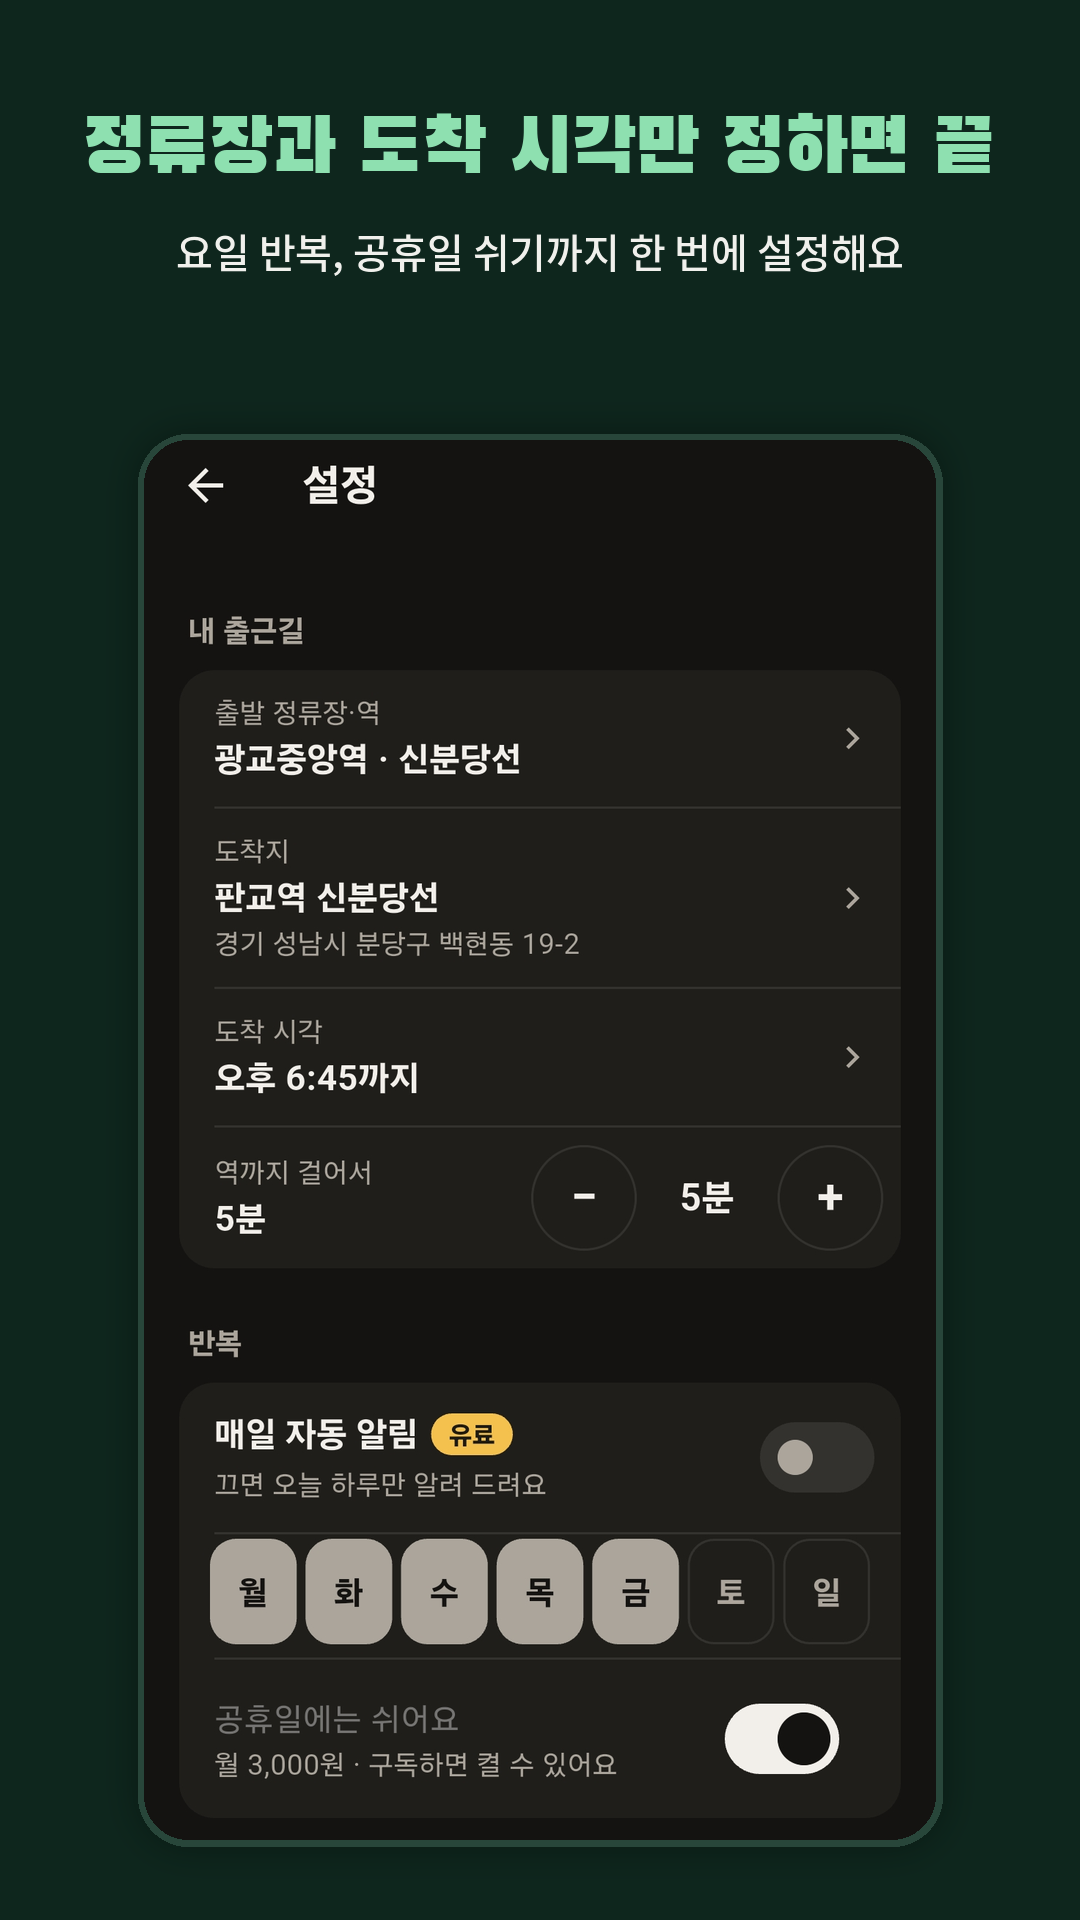 정류장과 도착 시각만 정하면 끝
요일 반복, 공휴일 쉬기까지 한 번에 설정해요
설정
내 출근길
출발 정류장·역
광교중앙역 · 신분당선
도착지
판교역 신분당선
경기 성남시 분당구 백현동 19-2
도착 시각
오후 6:45까지
역까지 걸어서
5분
− 5분 +
반복
매일 자동 알림 유료
끄면 오늘 하루만 알려 드려요
월 화 수 목 금 토 일
공휴일에는 쉬어요
월 3,000원 · 구독하면 켤 수 있어요